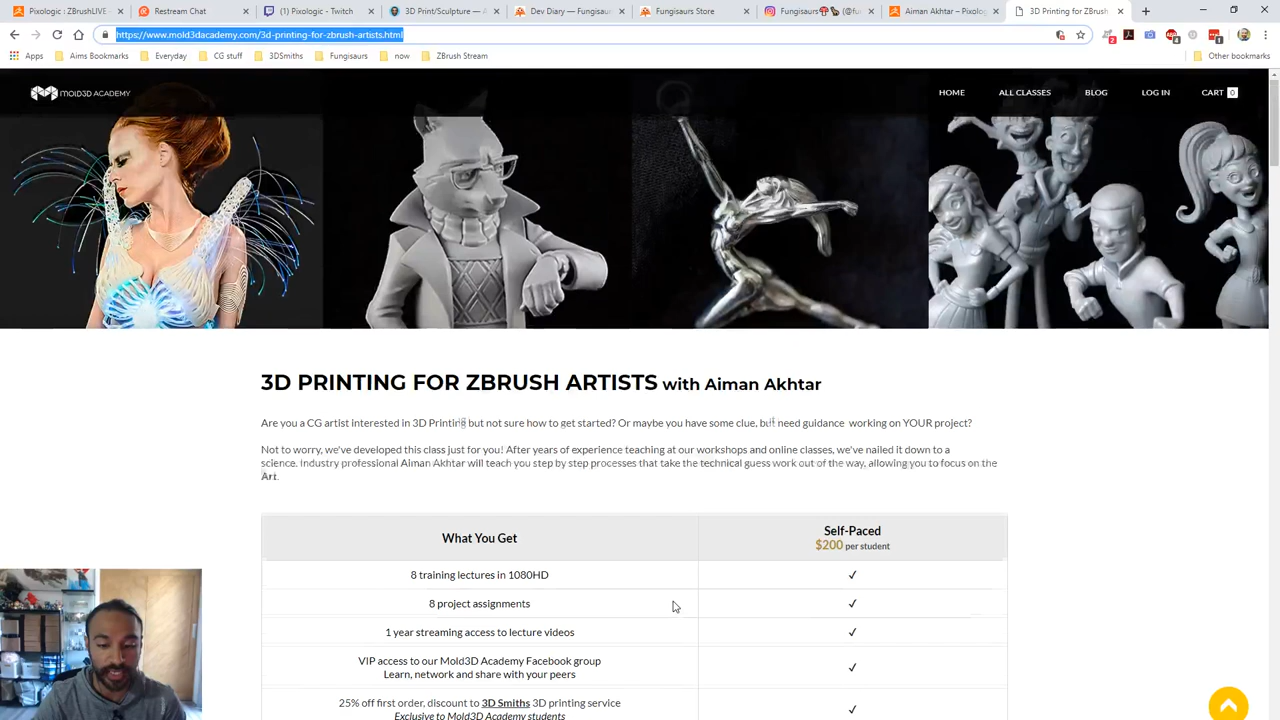 Pixologic : ZBrushLIVE
Restream Chat
(1) Pixologic - Twitch
3D Print/Sculpture — A
Dev Diary — Fungisaur
Fungisaurs Store
Fungisaurs (@fu
Aiman Akhtar – Pixolog
3D Printing for ZBrush
https://www.mold3dacademy.com/3d-printing-for-zbrush-artists.html
Apps Aims Bookmarks Everyday CG stuff 3DSmiths Fungisaurs now ZBrush Stream Other bookmarks
MOLD3D ACADEMY
HOME ALL CLASSES BLOG LOG IN CART 0
3D PRINTING FOR ZBRUSH ARTISTS with Aiman Akhtar
Are you a CG artist interested in 3D Printing but not sure how to get started? Or maybe you have some clue, but need guidance working on YOUR project?
Not to worry, we've developed this class just for you! After years of experience teaching at our workshops and online classes, we've nailed it down to a
science. Industry professional Aiman Akhtar will teach you step by step processes that take the technical guess work out of the way, allowing you to focus on the
Art.
What You Get
Self-Paced
$200 per student
8 training lectures in 1080HD
8 project assignments
1 year streaming access to lecture videos
VIP access to our Mold3D Academy Facebook group
Learn, network and share with your peers
25% off first order, discount to 3D Smiths 3D printing service
Exclusive to Mold3D Academy students